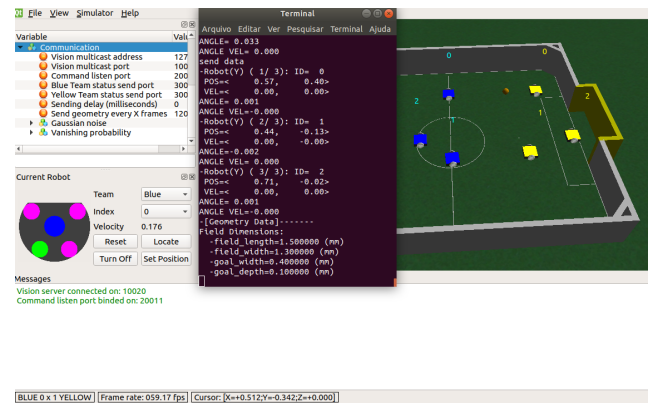 File View Simulator Help
Variable Valu
Communication
Vision multicast address 127
Vision multicast port 100
Command listen port 200
Blue Team status send port 300
Yellow Team status send port 300
Sending delay (milliseconds) 0
Send geometry every X frames 120
Gaussian noise
Vanishing probability
Current Robot
Team Blue
Index 0
Velocity 0.176
Reset Locate
Turn Off Set Position
Terminal
Arquivo Editar Ver Pesquisar Terminal Ajuda
ANGLE= 0.033
ANGLE VEL= 0.000
send data
-Robot(Y) ( 1/ 3): ID= 0
POS=< 0.57, 0.40>
VEL=< 0.00, 0.00>
ANGLE= 0.001
ANGLE VEL=-0.000
-Robot(Y) ( 2/ 3): ID= 1
POS=< 0.44, -0.13>
VEL=< 0.00, -0.00>
ANGLE=-0.002
ANGLE VEL= 0.000
-Robot(Y) ( 3/ 3): ID= 2
POS=< 0.71, -0.02>
VEL=< 0.00, 0.00>
ANGLE= 0.001
ANGLE VEL=-0.000
-[Geometry Data]-------
Field Dimensions:
-field_length=1.500000 (mm)
-field_width=1.300000 (mm)
-goal_width=0.400000 (mm)
-goal_depth=0.100000 (mm)
0
0
2
2
1
1
Messages
Vision server connected on: 10020
Command listen port binded on: 20011
BLUE 0 x 1 YELLOW Frame rate: 059.17 fps Cursor: [X=+0.512;Y=-0.342;Z=+0.000]